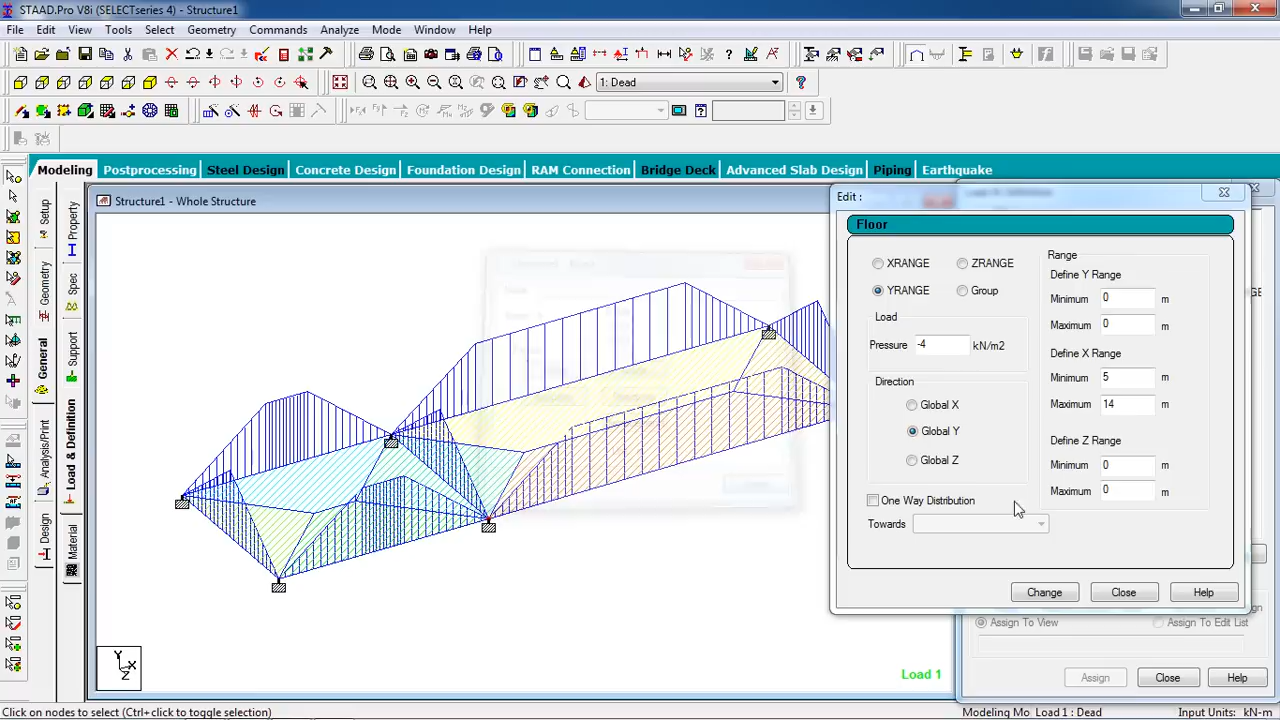 STAAD.Pro V8i (SELECTseries 4) - Structure1
File Edit View Tools Select Geometry Commands Analyze Mode Window Help
1: Dead
Modeling Postprocessing Steel Design Concrete Design Foundation Design RAM Connection Bridge Deck Advanced Slab Design Piping Earthquake
Structure1 - Whole Structure
Setup
Geometry
General
Analysis/Print
Design
Property
Spec
Support
Load & Definition
Material
Y
X
Z
Load 1
Edit :
Floor
XRANGE ZRANGE
YRANGE Group
Load
Pressure -4 kN/m2
Direction
Global X
Global Y
Global Z
One Way Distribution
Towards
Range
Define Y Range
Minimum 0 m
Maximum 0 m
Define X Range
Minimum 5 m
Maximum 14 m
Define Z Range
Minimum 0 m
Maximum 0 m
Change Close Help
Assign To View Assign To Edit List
Assign Close Help
Click on nodes to select (Ctrl+click to toggle selection)
Modeling Mo Load 1 : Dead Input Units: kN-m